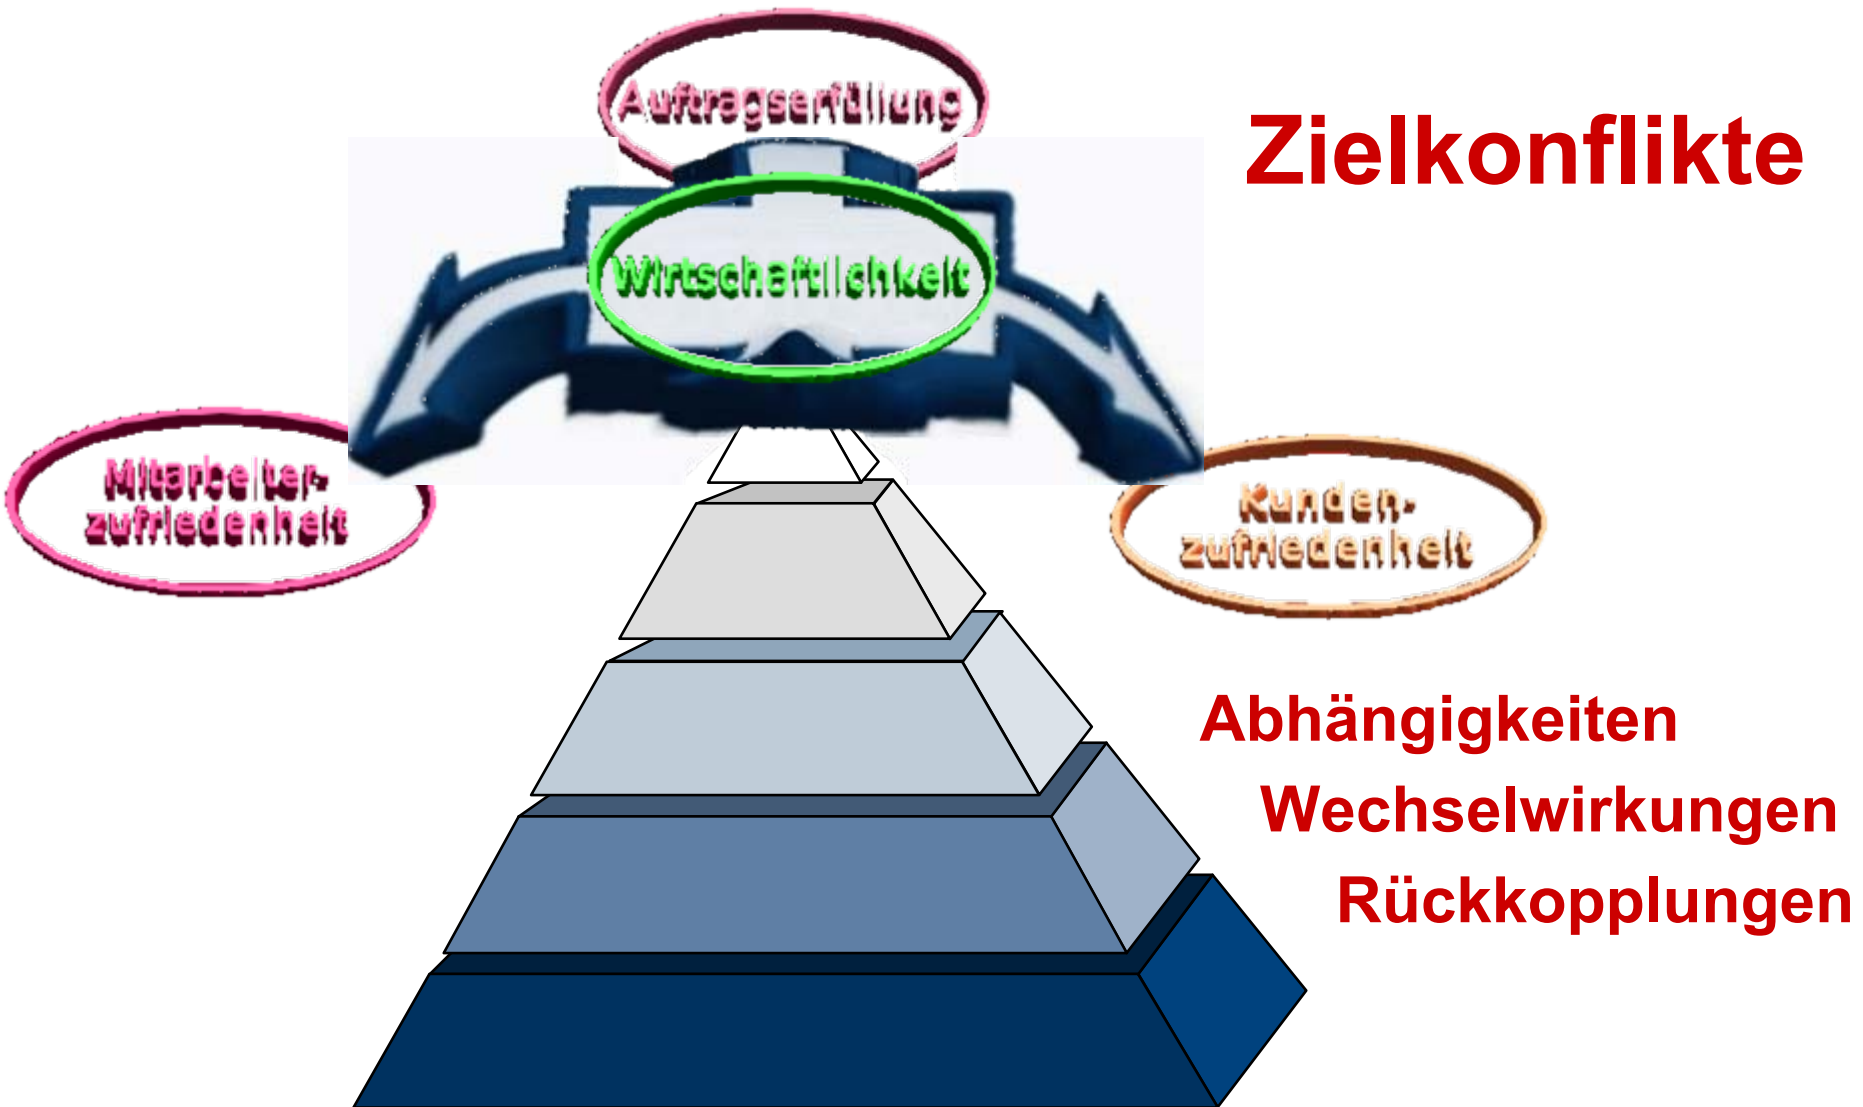 Auftragserfüllung
Zielkonflikte
Wirtschaftlichkeit
Mitarbeiter-
zufriedenheit
Kunden-
zufriedenheit
Abhängigkeiten
Wechselwirkungen
Rückkopplungen